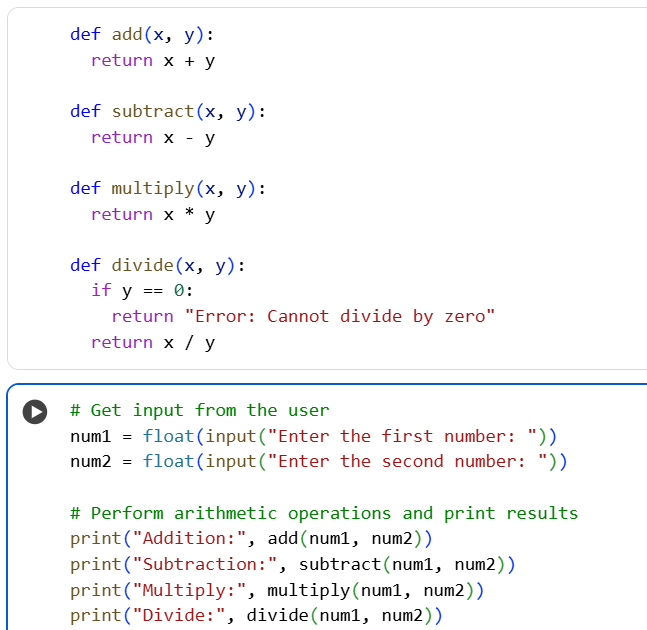 def add(x, y):
  return x + y
def subtract(x, y):
  return x - y
def multiply(x, y):
  return x * y
def divide(x, y):
  if y == 0:
    return "Error: Cannot divide by zero"
  return x / y
# Get input from the user
num1 = float(input("Enter the first number: "))
num2 = float(input("Enter the second number: "))
# Perform arithmetic operations and print results
print("Addition:", add(num1, num2))
print("Subtraction:", subtract(num1, num2))
print("Multiply:", multiply(num1, num2))
print("Divide:", divide(num1, num2))